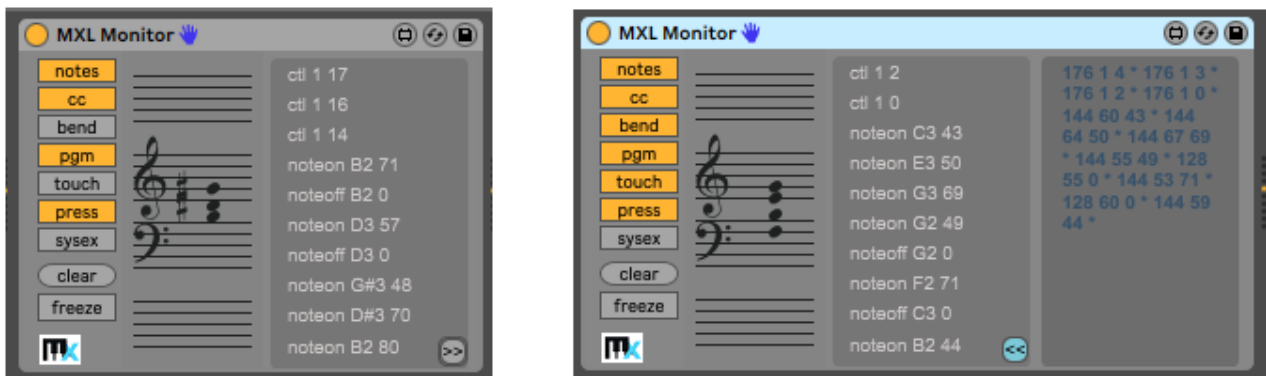 MXL Monitor
notes
cc
bend
pgm
touch
press
sysex
clear
freeze
mx
ctl 1 17
ctl 1 16
ctl 1 14
noteon B2 71
noteoff B2 0
noteon D3 57
noteoff D3 0
noteon G#3 48
noteon D#3 70
noteon B2 80
>>
MXL Monitor
notes
cc
bend
pgm
touch
press
sysex
clear
freeze
mx
ctl 1 2
ctl 1 0
noteon C3 43
noteon E3 50
noteon G3 69
noteon G2 49
noteoff G2 0
noteon F2 71
noteoff C3 0
noteon B2 44
<<
176 1 4 * 176 1 3 *
176 1 2 * 176 1 0 *
144 60 43 * 144
64 50 * 144 67 69
* 144 55 49 * 128
55 0 * 144 53 71 *
128 60 0 * 144 59
44 *